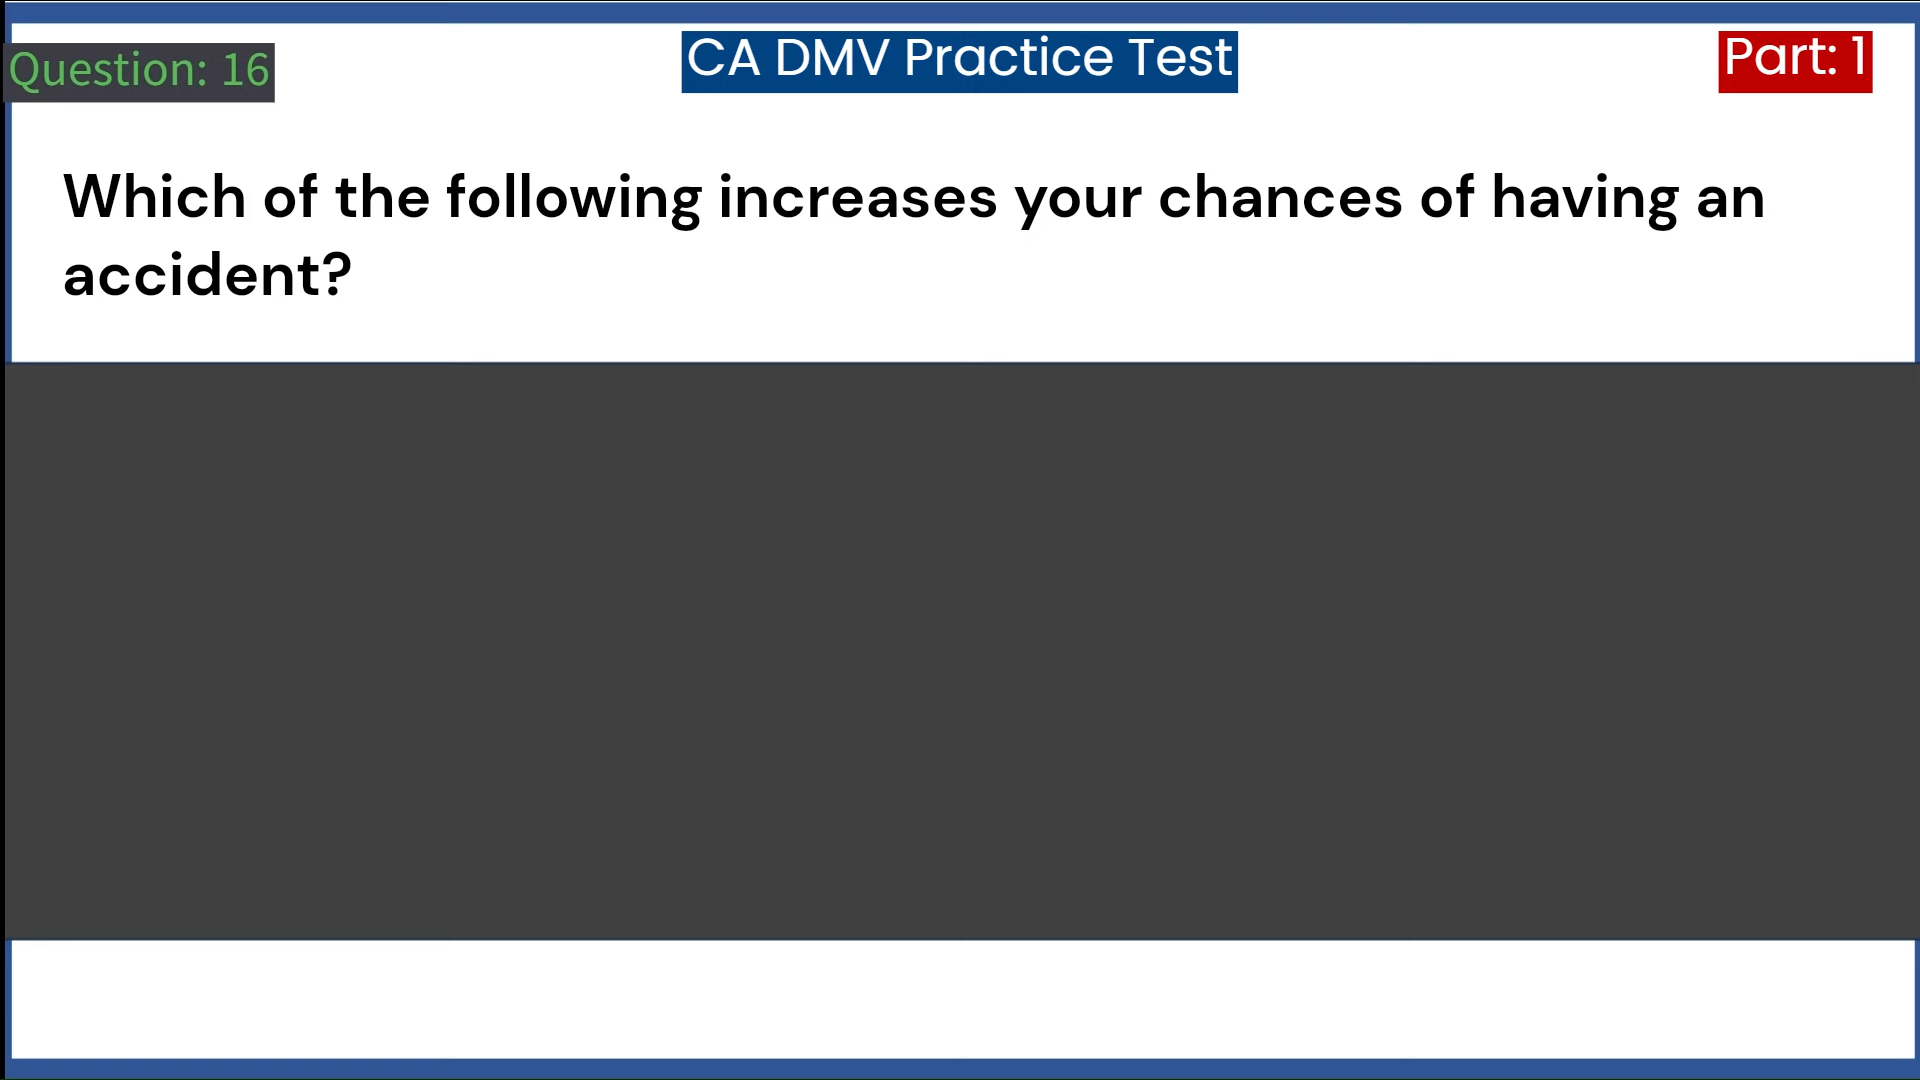 Question: 16
CA DMV Practice Test
Part: 1
Which of the following increases your chances of having an
accident?